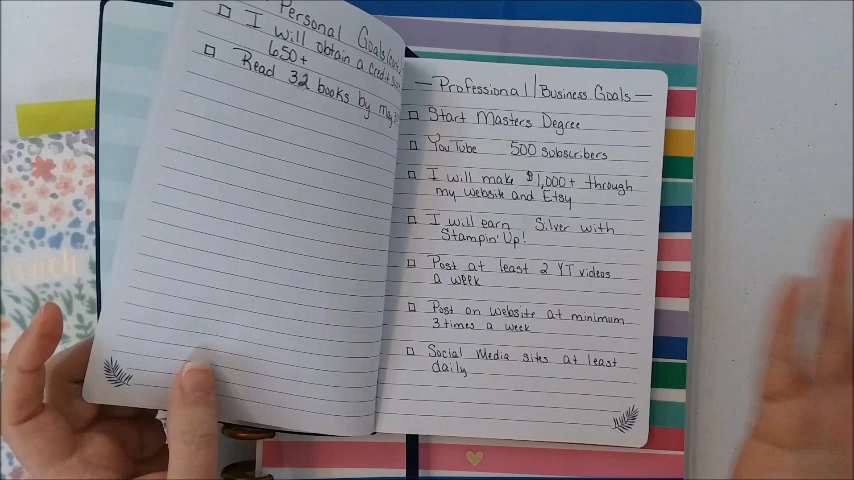 Personal Goals
I will obtain a credit
650+
Read 32 books by May
Professional/Business Goals
Start Masters Degree
YouTube 500 subscribers
I will make $1,000+ through
my website and Etsy
I will earn Silver with
Stampin' Up!
Post at least 2 YT videos
a week
Post on website at minimum
3 times a week
Social Media sites at least
daily
teach